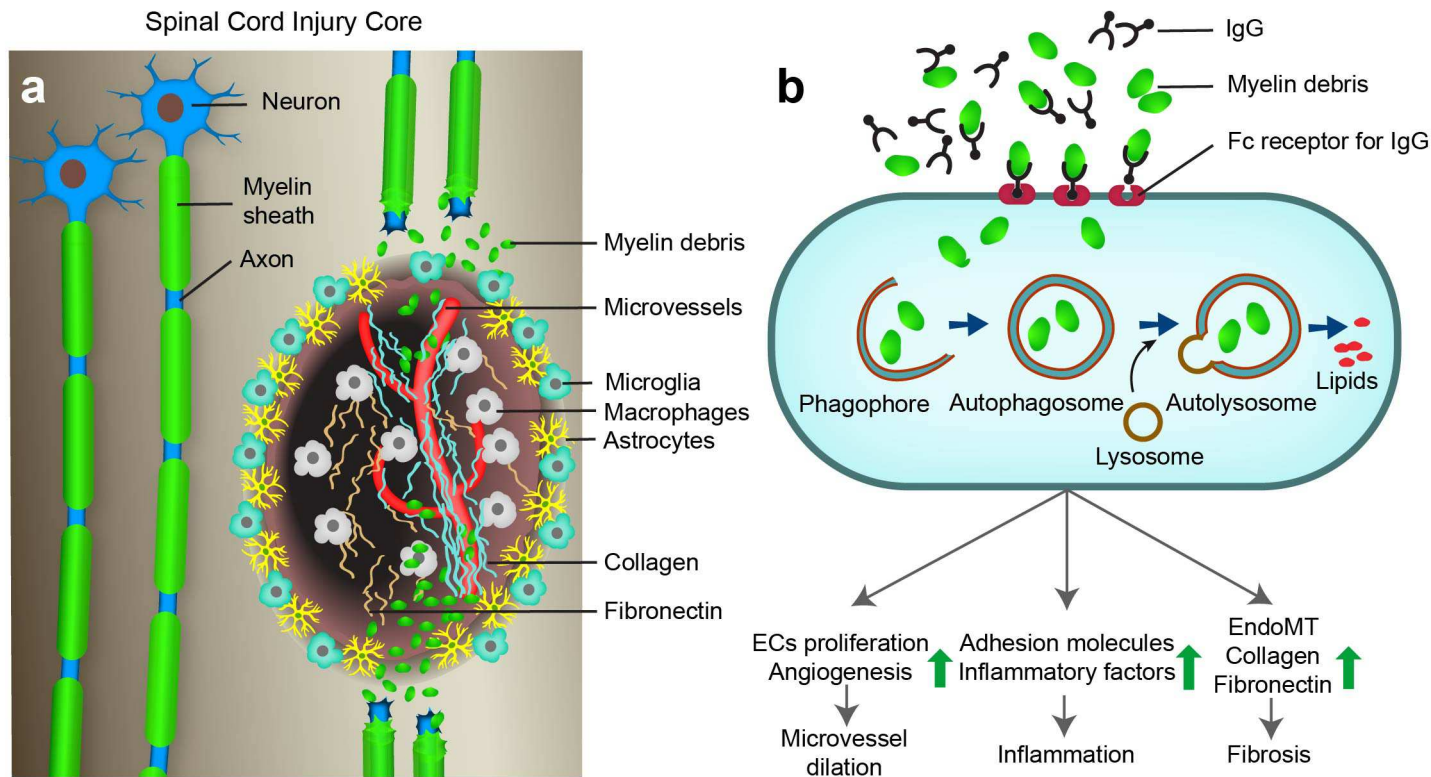 Spinal Cord Injury Core
a
Neuron
Myelin
sheath
Axon
Myelin debris
Microvessels
Microglia
Macrophages
Astrocytes
Collagen
Fibronectin
b
IgG
Myelin debris
Fc receptor for IgG
Phagophore
Autophagosome
Autolysosome
Lipids
Lysosome
ECs proliferation
Angiogenesis
Microvessel
dilation
Adhesion molecules
Inflammatory factors
Inflammation
EndoMT
Collagen
Fibronectin
Fibrosis